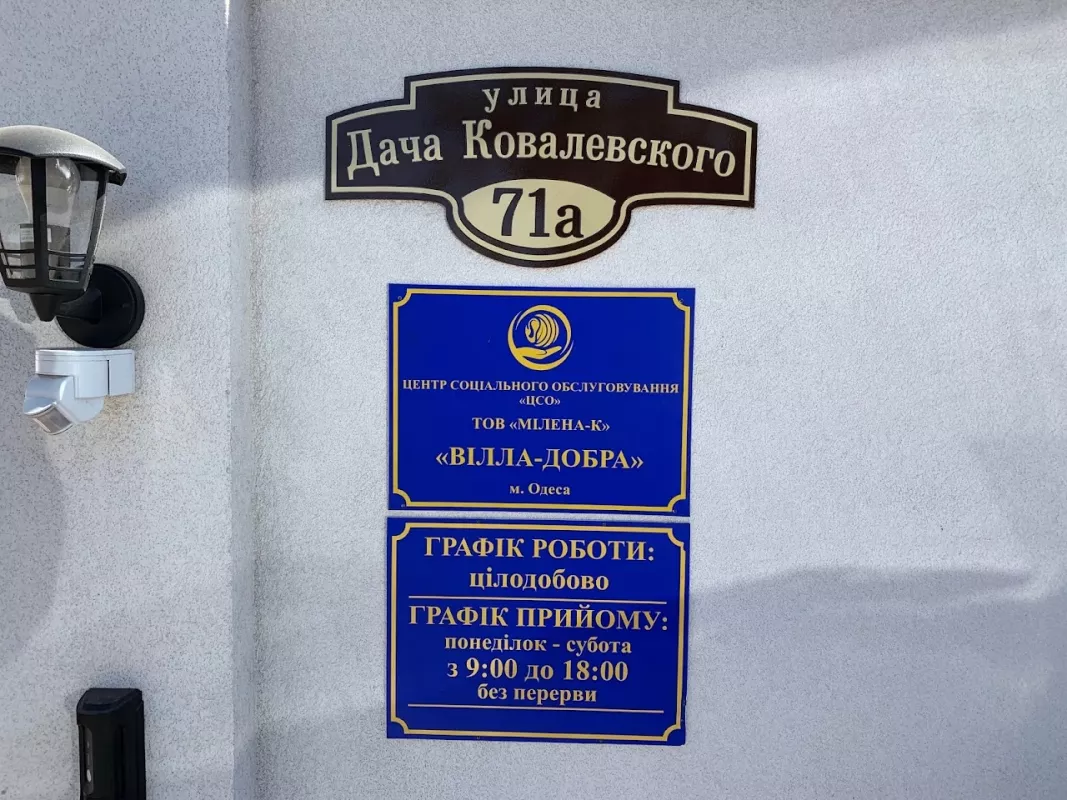 улица
Дача Ковалевского
71а
ЦЕНТР СОЦІАЛЬНОГО ОБСЛУГОВУВАННЯ
«ЦСО»
ТОВ «МІЛЕНА-К»
«ВІЛЛА-ДОБРА»
м. Одеса
ГРАФІК РОБОТИ:
цілодобово
ГРАФІК ПРИЙОМУ:
понеділок - субота
з 9:00 до 18:00
без перерви